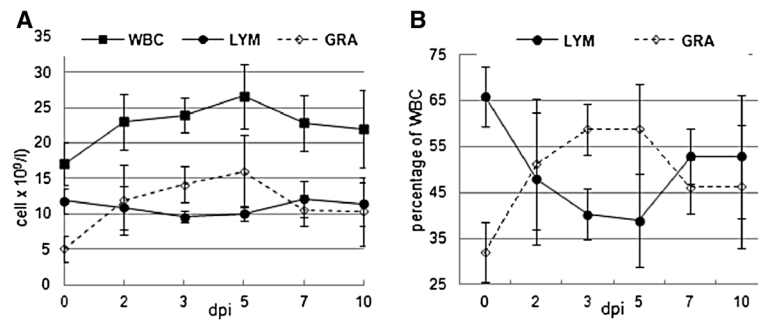 A
WBC LYM GRA
35
30
25
20
15
10
5
0
cell x 10⁹/l)
0 2 3 5 7 10
dpi
B
LYM GRA
75
65
55
45
35
25
percentage of WBC
0 2 3 5 7 10
dpi